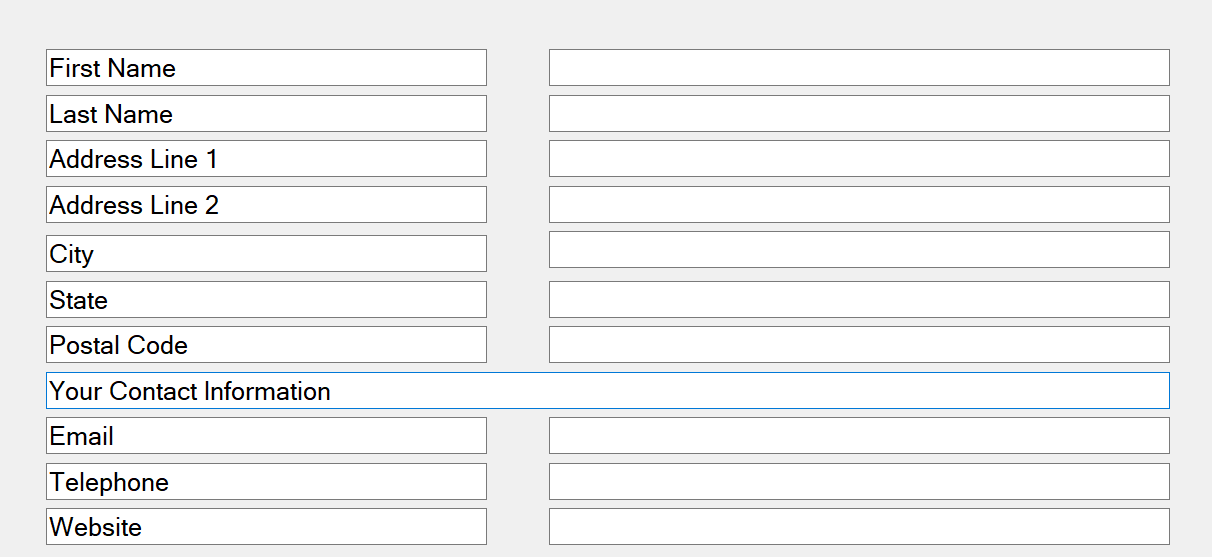 First Name
Last Name
Address Line 1
Address Line 2
City
State
Postal Code
Your Contact Information
Email
Telephone
Website